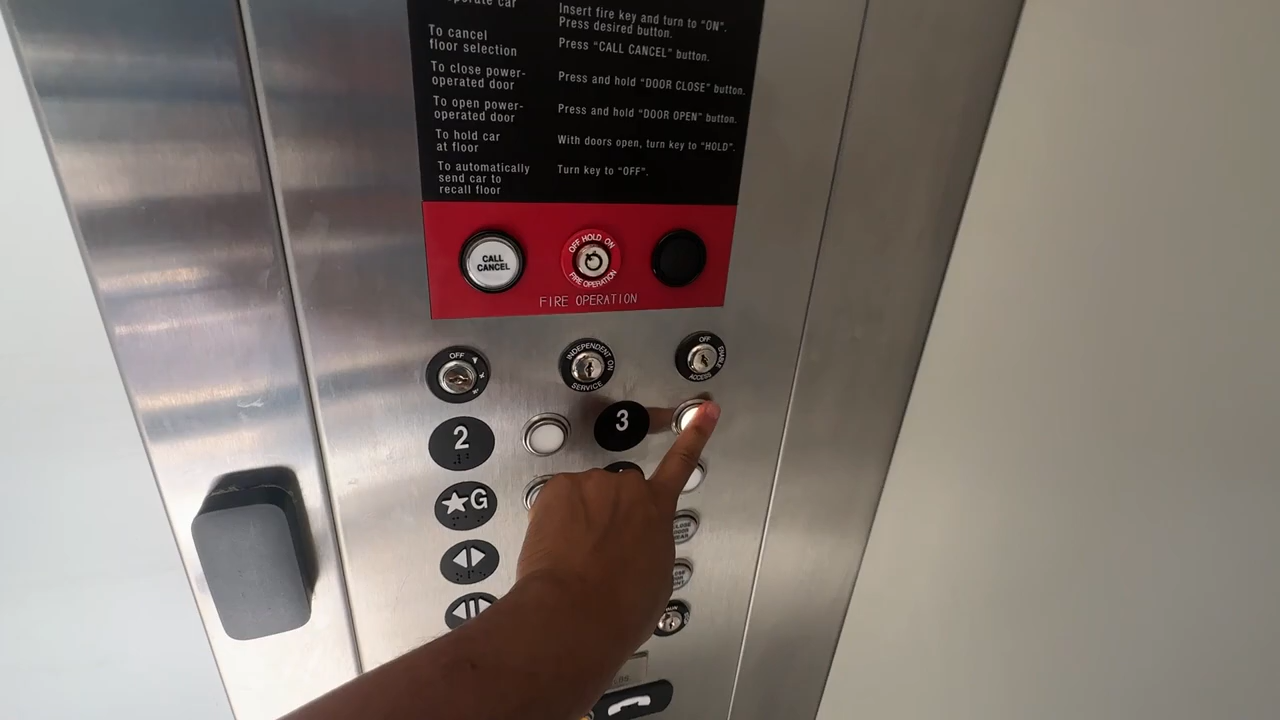 operate car
Insert fire key and turn to "ON".
Press desired button.
To cancel
floor selection
Press "CALL CANCEL" button.
To close power-
operated door
Press and hold "DOOR CLOSE" button.
To open power-
operated door
Press and hold "DOOR OPEN" button.
To hold car
at floor
With doors open, turn key to "HOLD".
To automatically
send car to
recall floor
Turn key to "OFF".
CALL
CANCEL
OFF HOLD ON
FIRE OPERATION
FIRE OPERATION
OFF
INDEPENDENT ON
SERVICE
OFF
ENABLE
ACCESS
2
3
★G